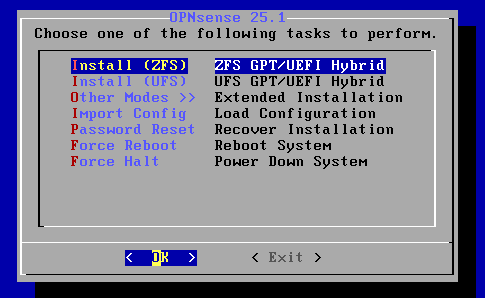 OPNsense 25.1
Choose one of the following tasks to perform.
Install (ZFS) ZFS GPT/UEFI Hybrid
Install (UFS) UFS GPT/UEFI Hybrid
Other Modes >> Extended Installation
Import Config Load Configuration
Password Reset Recover Installation
Force Reboot Reboot System
Force Halt Power Down System
< OK > < Exit >